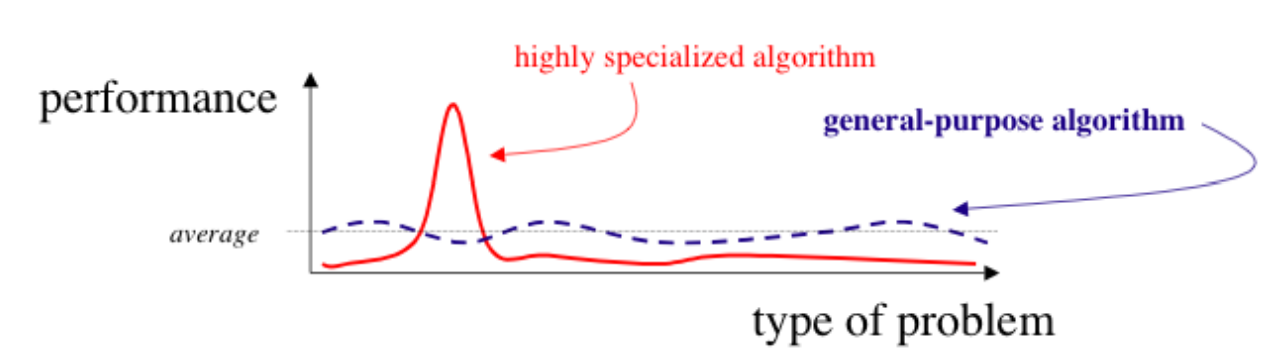 highly specialized algorithm
performance
general-purpose algorithm
average
type of problem